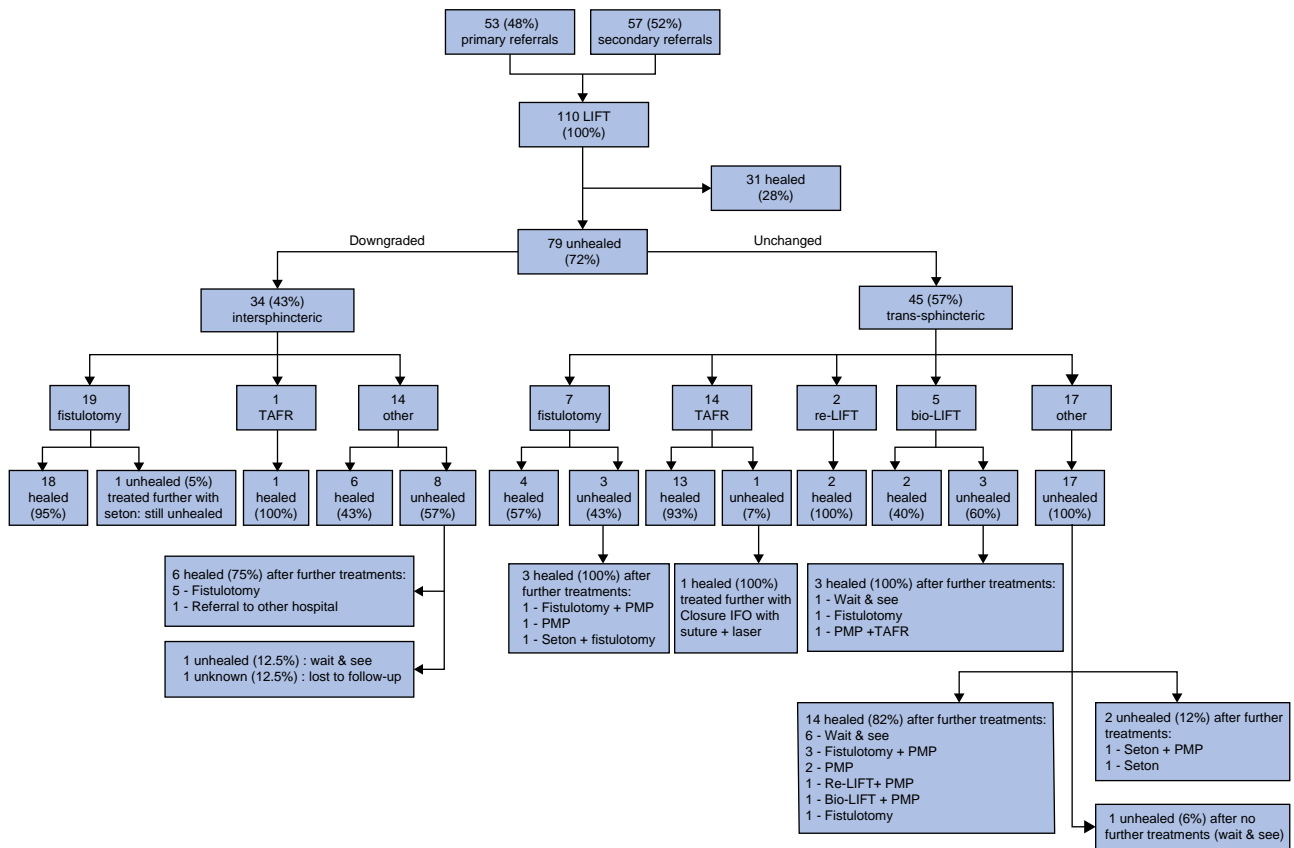 53 (48%)
primary referrals
57 (52%)
secondary referrals
110 LIFT
(100%)
31 healed
(28%)
Downgraded
79 unhealed
(72%)
Unchanged
34 (43%)
intersphincteric
45 (57%)
trans-sphincteric
19
fistulotomy
1
TAFR
14
other
7
fistulotomy
14
TAFR
2
re-LIFT
5
bio-LIFT
17
other
18
healed
(95%)
1 unhealed (5%)
treated further with
seton: still unhealed
1
healed
(100%)
6
healed
(43%)
8
unhealed
(57%)
4
healed
(57%)
3
unhealed
(43%)
13
healed
(93%)
1
unhealed
(7%)
2
healed
(100%)
2
healed
(40%)
3
unhealed
(60%)
17
unhealed
(100%)
6 healed (75%) after further treatments:
5 - Fistulotomy
1 - Referral to other hospital
1 unhealed (12.5%) : wait & see
1 unknown (12.5%) : lost to follow-up
3 healed (100%) after
further treatments:
1 - Fistulotomy + PMP
1 - PMP
1 - Seton + fistulotomy
1 healed (100%)
treated further with
Closure IFO with
suture + laser
3 healed (100%) after further treatments:
1 - Wait & see
1 - Fistulotomy
1 - PMP +TAFR
14 healed (82%) after further treatments:
6 - Wait & see
3 - Fistulotomy + PMP
2 - PMP
1 - Re-LIFT+ PMP
1 - Bio-LIFT + PMP
1 - Fistulotomy
2 unhealed (12%) after further
treatments:
1 - Seton + PMP
1 - Seton
1 unhealed (6%) after no
further treatments (wait & see)